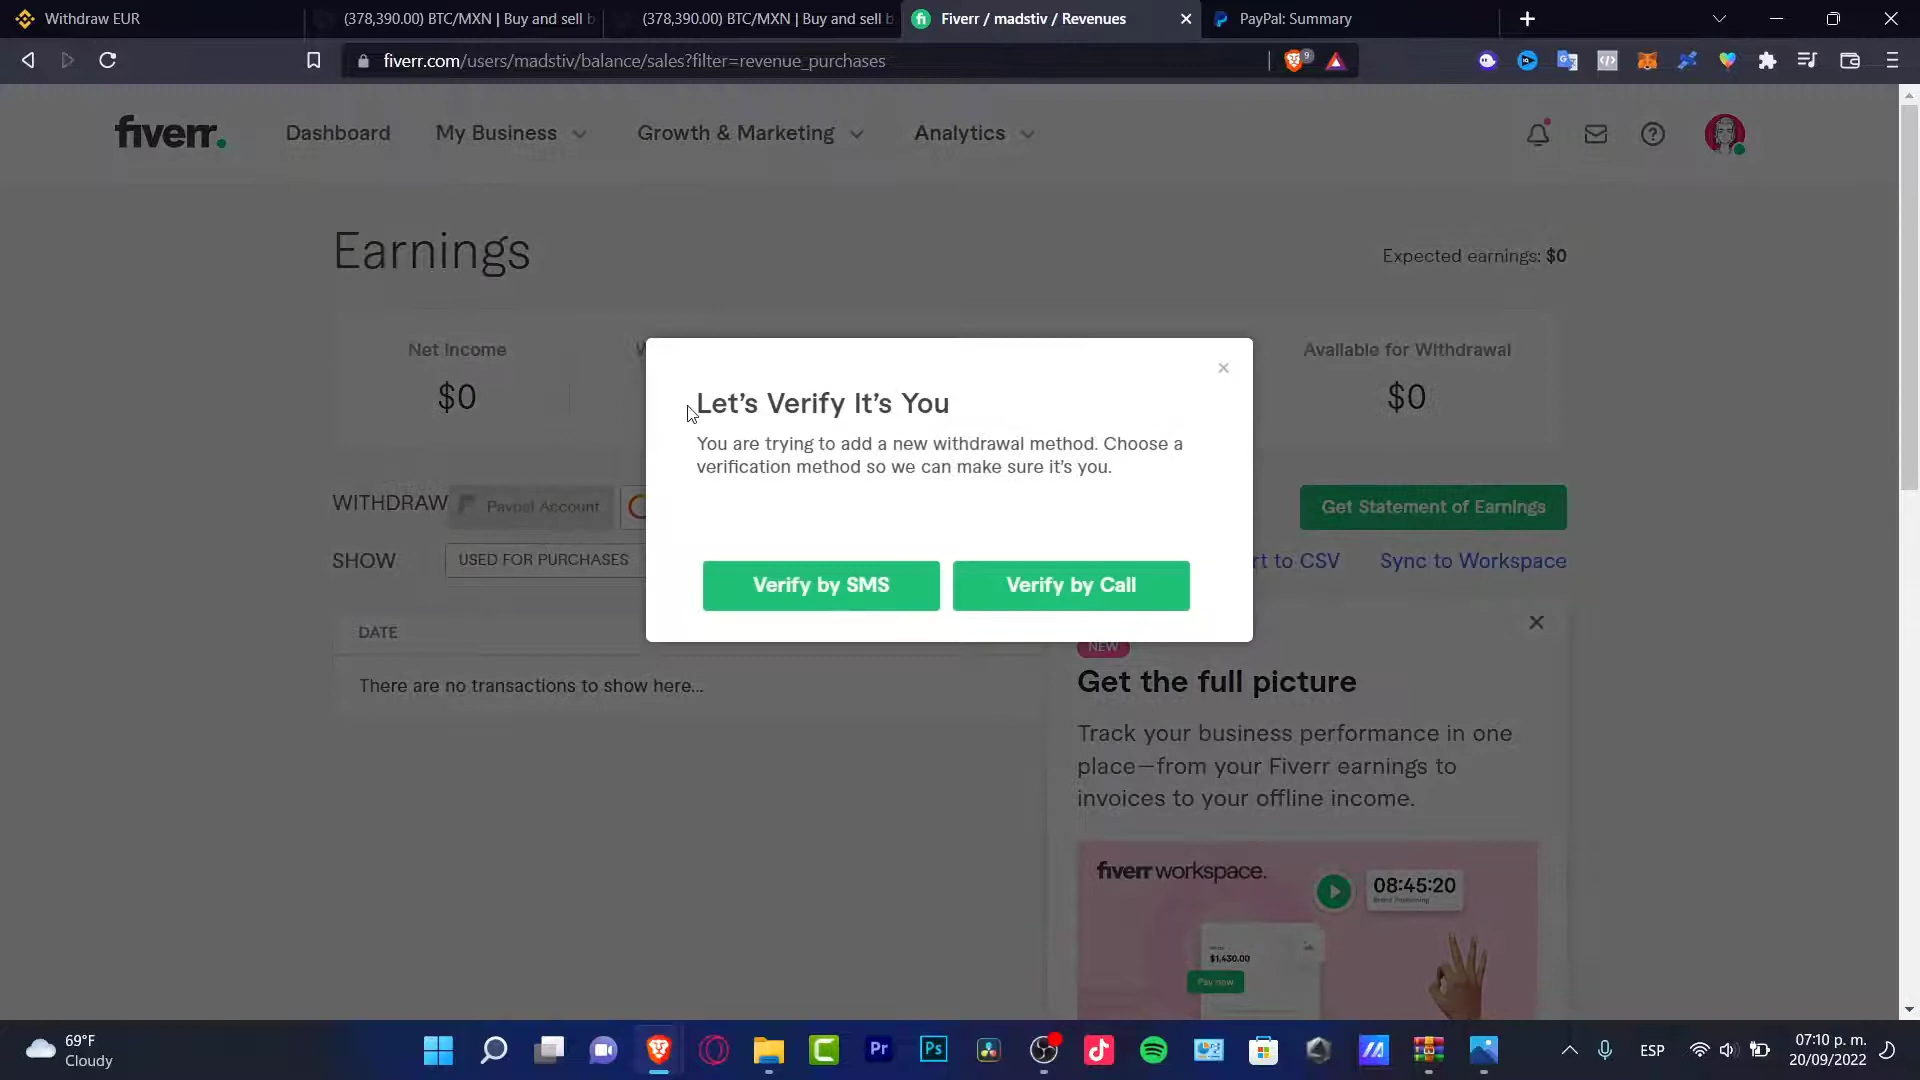 Withdraw EUR
(378,390.00) BTC/MXN | Buy and sell b
(378,390.00) BTC/MXN | Buy and sell b
Fiverr / madstiv / Revenues
PayPal: Summary
fiverr.com/users/madstiv/balance/sales?filter=revenue_purchases
9
fiverr.
Dashboard
My Business
Growth & Marketing
Analytics
Earnings
Expected earnings: $0
Net Income
$0
W
Available for Withdrawal
$0
Let's Verify It's You
You are trying to add a new withdrawal method. Choose a
verification method so we can make sure it's you.
Verify by SMS
Verify by Call
WITHDRAW
Paypal Account
Get Statement of Earnings
SHOW
USED FOR PURCHASES
rt to CSV
Sync to Workspace
DATE
There are no transactions to show here...
NEW
Get the full picture
Track your business performance in one
place—from your Fiverr earnings to
invoices to your offline income.
fiverr workspace.
08:45:20
$1,430.00
Pay now
69°F
Cloudy
Pr
Ps
ESP
07:10 p. m.
20/09/2022